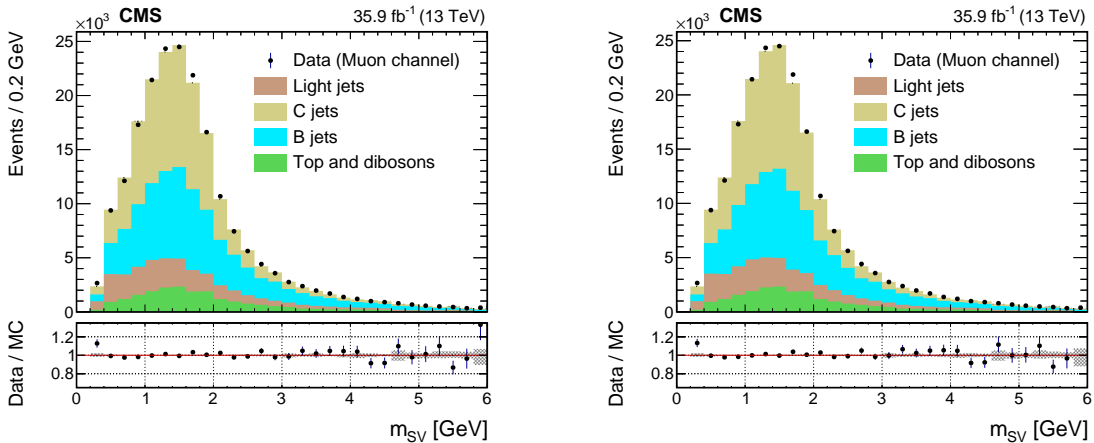 CMS 35.9 fb⁻¹ (13 TeV)
×10³
Events / 0.2 GeV
25
20
15
10
5
0
Data (Muon channel)
Light jets
C jets
B jets
Top and dibosons
Data / MC
1.2
1
0.8
0 1 2 3 4 5 6
m_SV [GeV]
CMS 35.9 fb⁻¹ (13 TeV)
×10³
Events / 0.2 GeV
25
20
15
10
5
0
Data (Muon channel)
Light jets
C jets
B jets
Top and dibosons
Data / MC
1.2
1
0.8
0 1 2 3 4 5 6
m_SV [GeV]